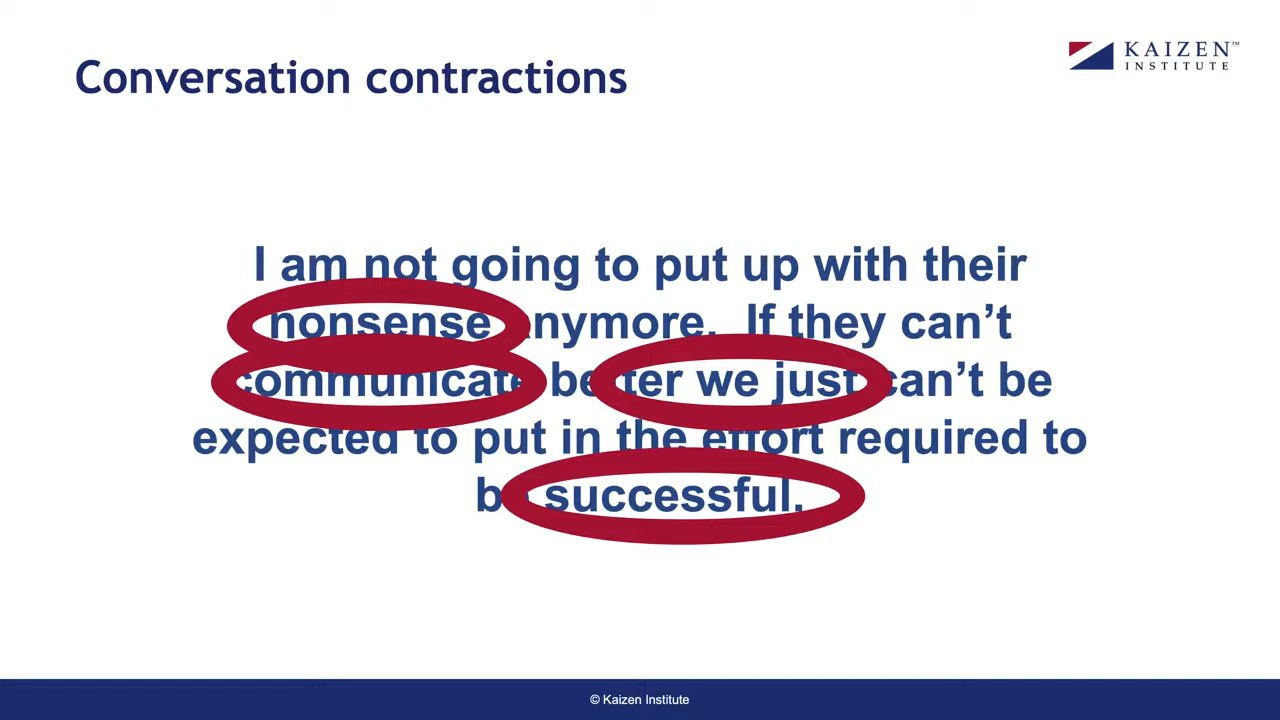 Conversation contractions
KAIZEN™
INSTITUTE
I am not going to put up with their
nonsense anymore. If they can’t
communicate better we just can’t be
expected to put in the effort required to
be successful.
© Kaizen Institute